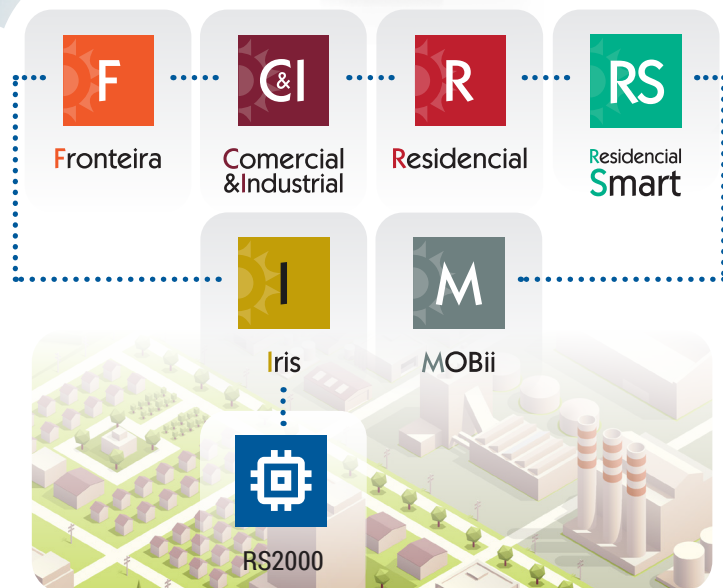 F
Fronteira
C&I
Comercial
&Industrial
R
Residencial
RS
Residencial
Smart
I
Iris
M
MOBii
RS2000